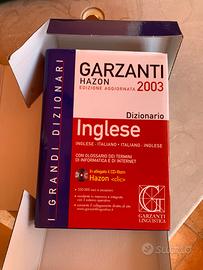 I GRANDI DIZIONARI
GARZANTI
HAZON
EDIZIONE AGGIORNATA 2003
Dizionario
Inglese
INGLESE - ITALIANO • ITALIANO - INGLESE
CON GLOSSARIO DEI TERMINI
DI INFORMATICA E DI INTERNET
In allegato il CD-Rom
Hazon «clic»
G
GARZANTI
LINGUISTICA
Subito.it